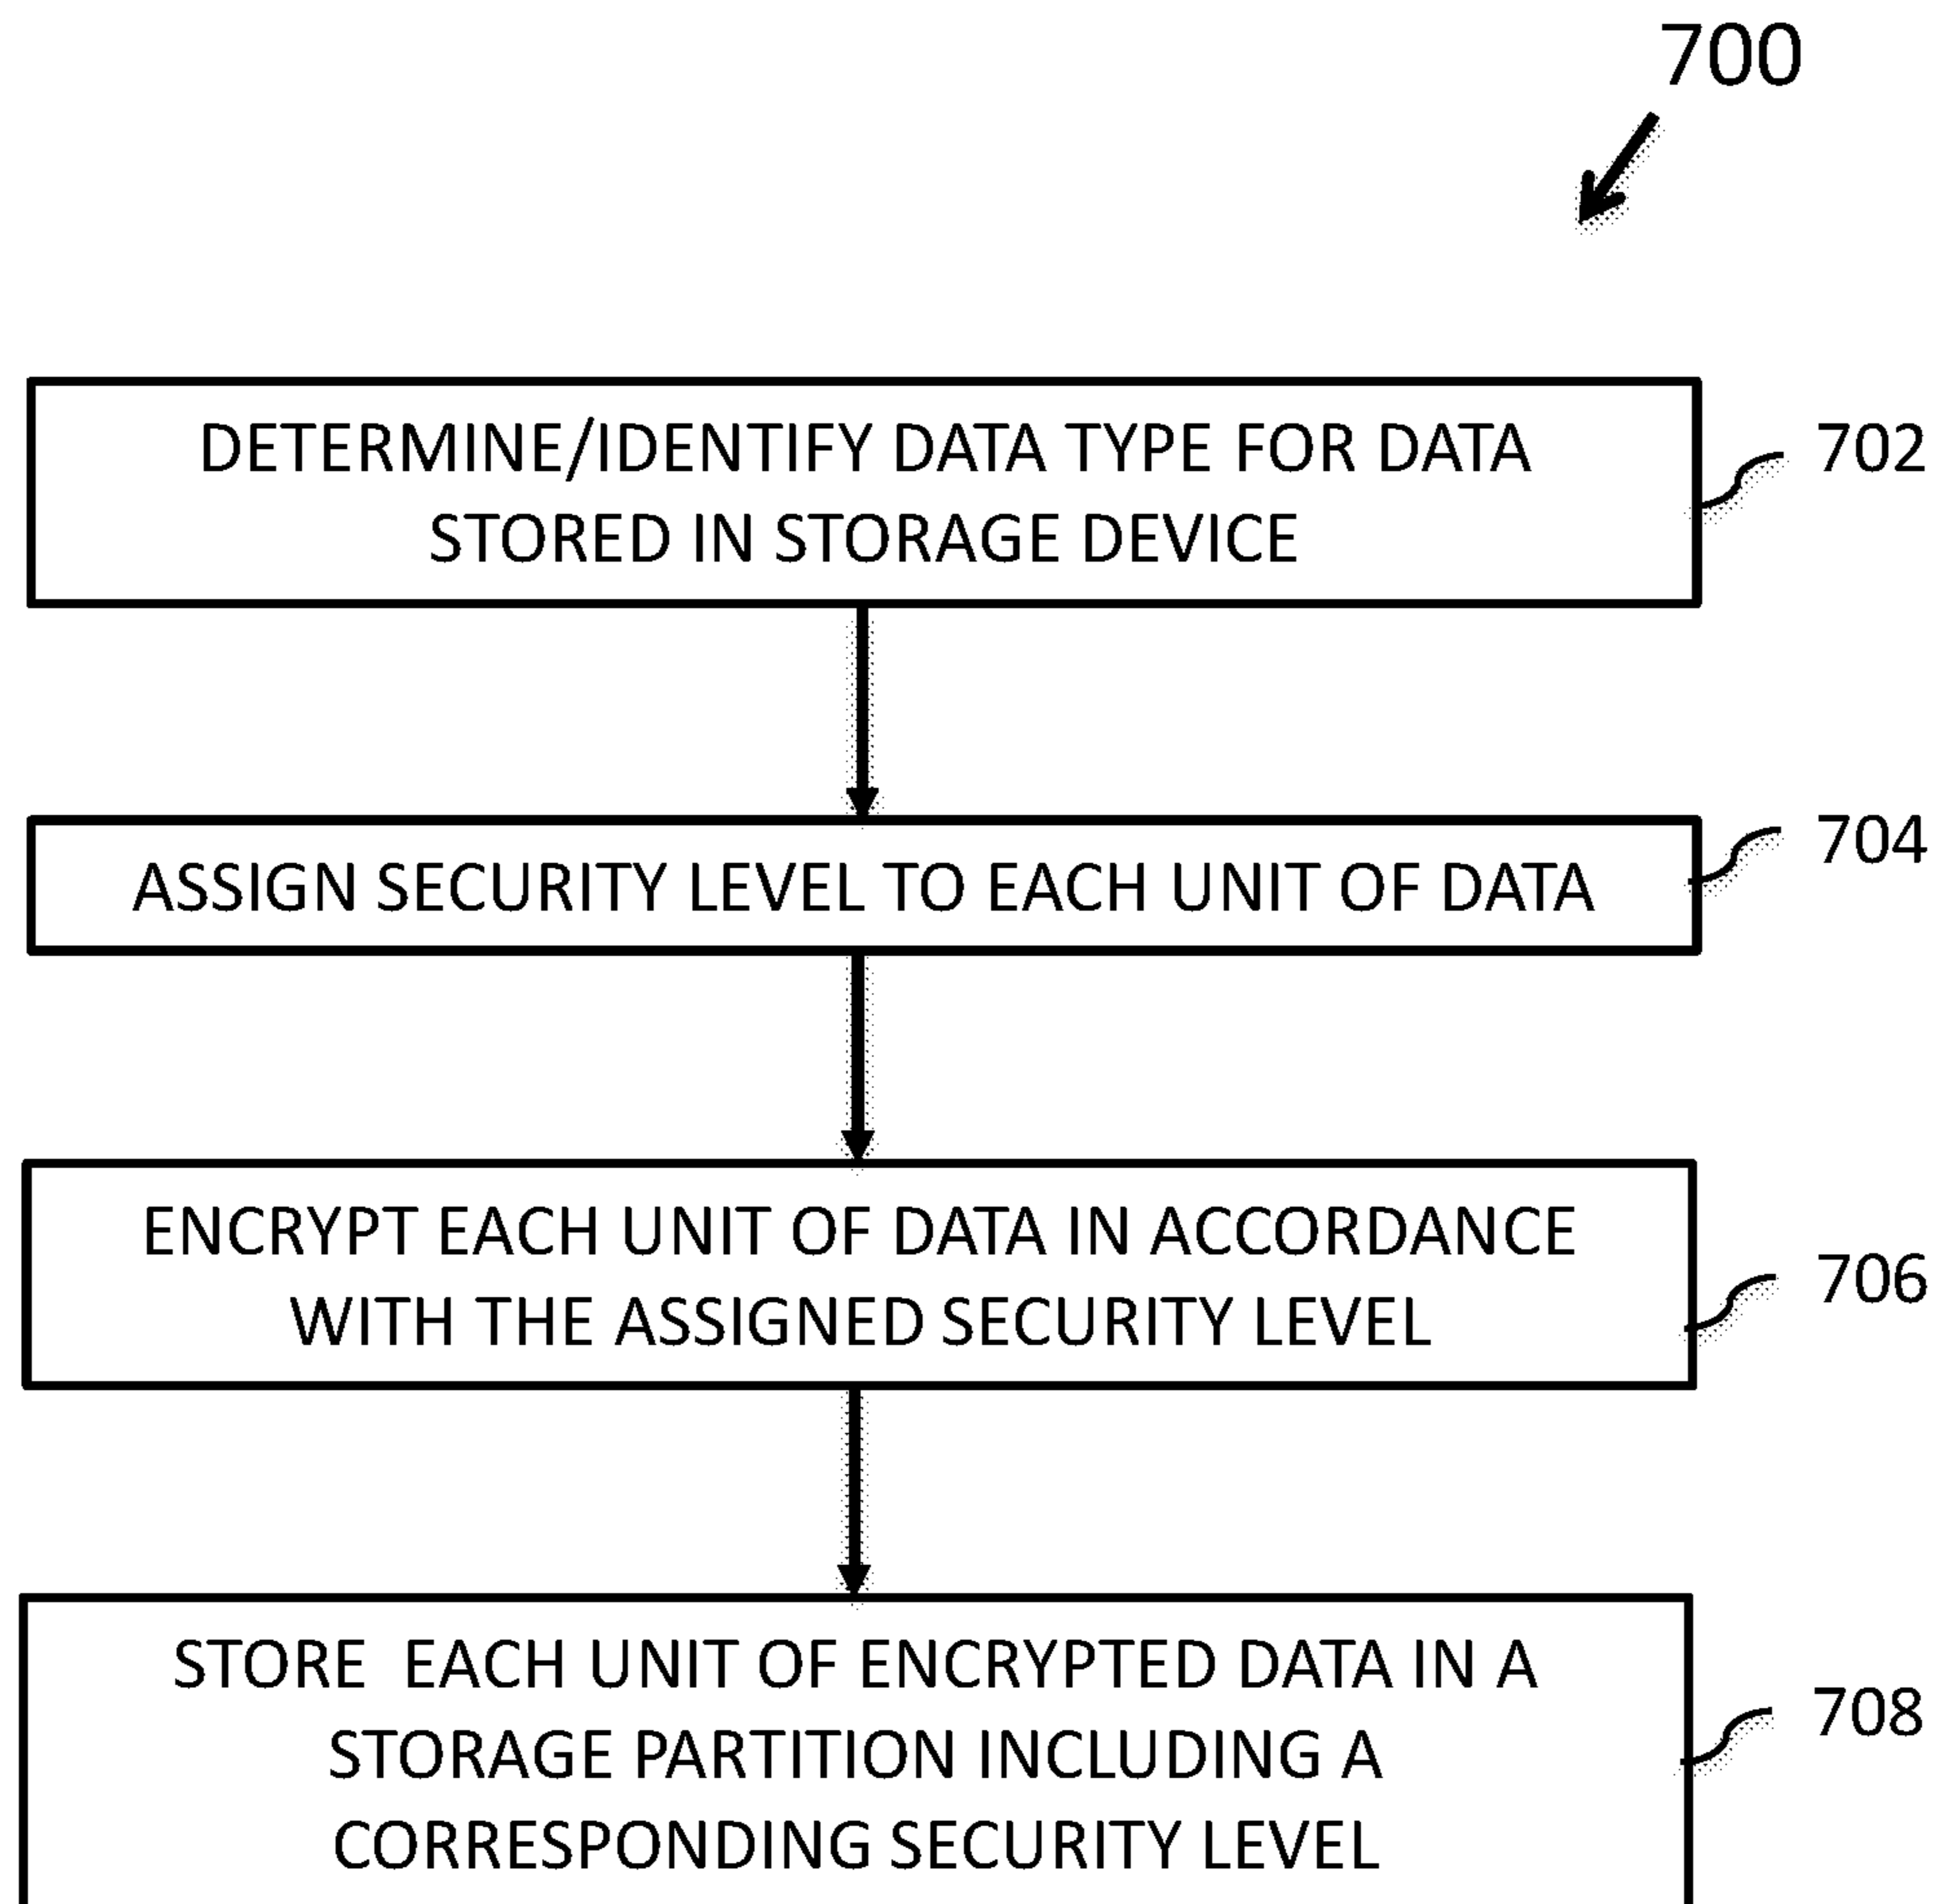 700
DETERMINE/IDENTIFY DATA TYPE FOR DATA
STORED IN STORAGE DEVICE
702
ASSIGN SECURITY LEVEL TO EACH UNIT OF DATA
704
ENCRYPT EACH UNIT OF DATA IN ACCORDANCE
WITH THE ASSIGNED SECURITY LEVEL
706
STORE EACH UNIT OF ENCRYPTED DATA IN A
STORAGE PARTITION INCLUDING A
CORRESPONDING SECURITY LEVEL
708